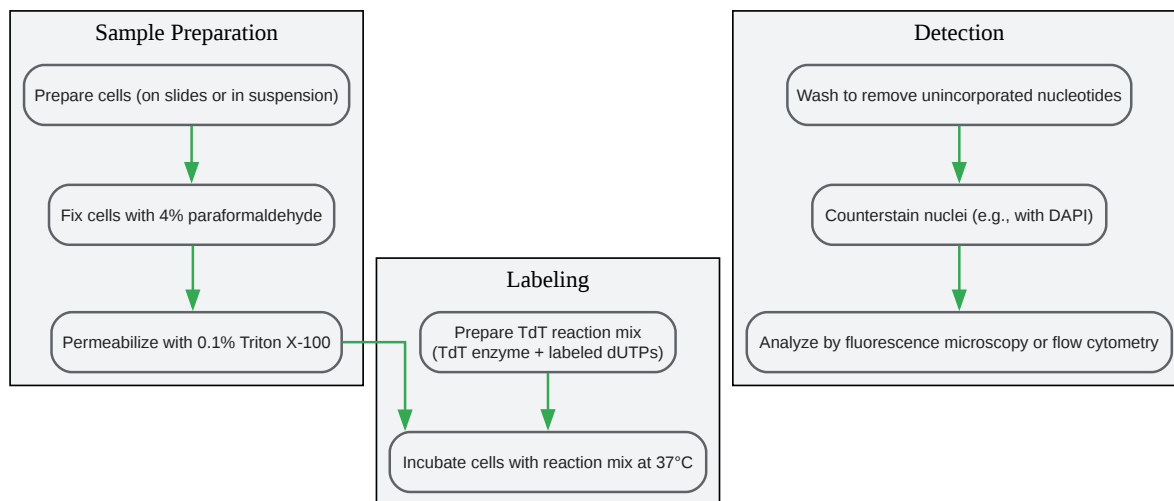 Sample Preparation
Prepare cells (on slides or in suspension)
Fix cells with 4% paraformaldehyde
Permeabilize with 0.1% Triton X-100
Labeling
Prepare TdT reaction mix
(TdT enzyme + labeled dUTPs)
Incubate cells with reaction mix at 37°C
Detection
Wash to remove unincorporated nucleotides
Counterstain nuclei (e.g., with DAPI)
Analyze by fluorescence microscopy or flow cytometry